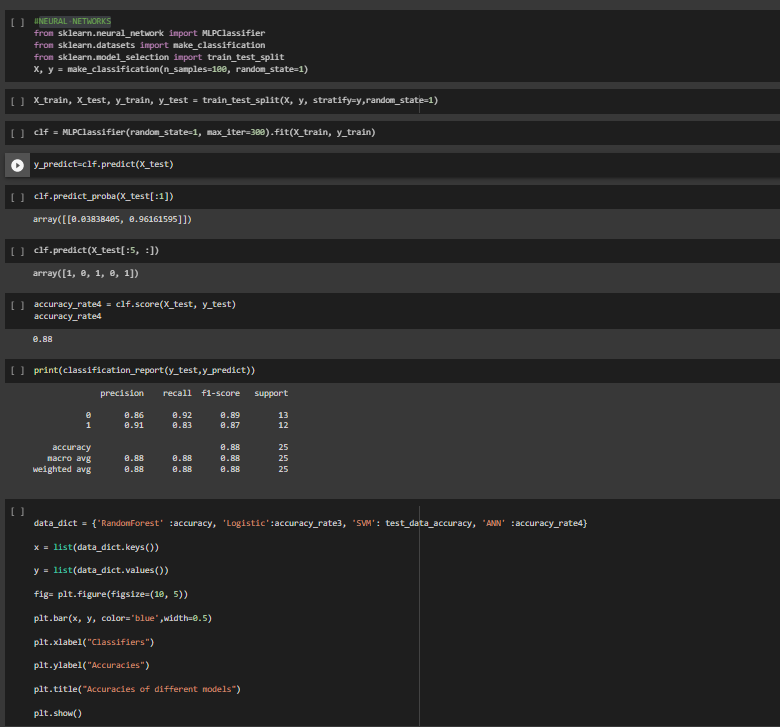 [ ] #NEURAL NETWORKS
from sklearn.neural_network import MLPClassifier
from sklearn.datasets import make_classification
from sklearn.model_selection import train_test_split
X, y = make_classification(n_samples=100, random_state=1)
[ ] X_train, X_test, y_train, y_test = train_test_split(X, y, stratify=y,random_state=1)
[ ] clf = MLPClassifier(random_state=1, max_iter=300).fit(X_train, y_train)
y_predict=clf.predict(X_test)
[ ] clf.predict_proba(X_test[:1])
array([[0.03838405, 0.96161595]])
[ ] clf.predict(X_test[:5, :])
array([1, 0, 1, 0, 1])
[ ] accuracy_rate4 = clf.score(X_test, y_test)
accuracy_rate4
0.88
[ ] print(classification_report(y_test,y_predict))
precision recall f1-score support
0 0.86 0.92 0.89 13
1 0.91 0.83 0.87 12
accuracy 0.88 25
macro avg 0.88 0.88 0.88 25
weighted avg 0.88 0.88 0.88 25
[ ]
data_dict = {'RandomForest' :accuracy, 'Logistic':accuracy_rate3, 'SVM': test_data_accuracy, 'ANN' :accuracy_rate4}
x = list(data_dict.keys())
y = list(data_dict.values())
fig= plt.figure(figsize=(10, 5))
plt.bar(x, y, color='blue',width=0.5)
plt.xlabel("Classifiers")
plt.ylabel("Accuracies")
plt.title("Accuracies of different models")
plt.show()